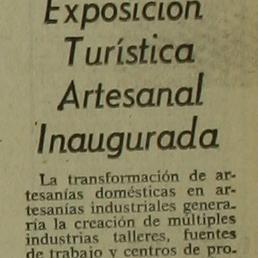 Exposición
Turística
Artesanal
Inaugurada
La transformación de ar-
tesanías domésticas en ar-
tesanías industriales genera-
ría la creación de múltiples
industrias talleres, fuentes
de trabajo y centros de pro-